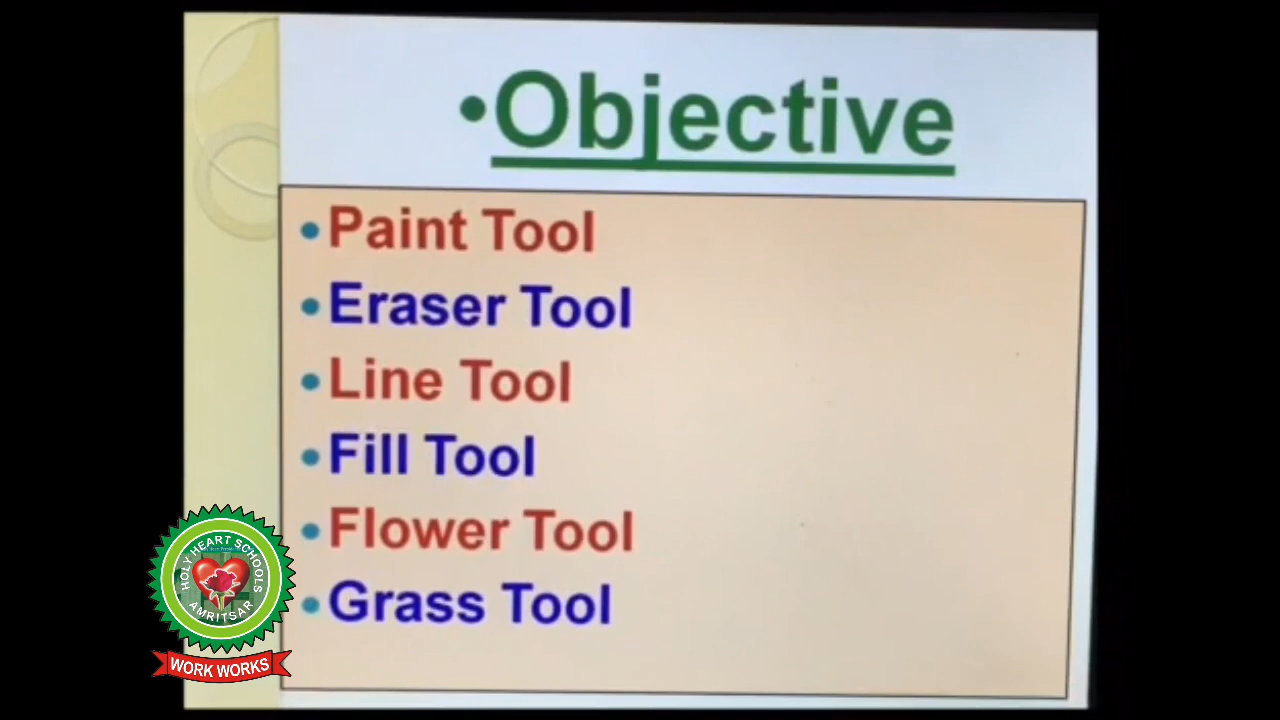 •Objective
• Paint Tool
• Eraser Tool
• Line Tool
• Fill Tool
• Flower Tool
• Grass Tool
HOLY HEART SCHOOLS
AMRITSAR
WORK WORKS